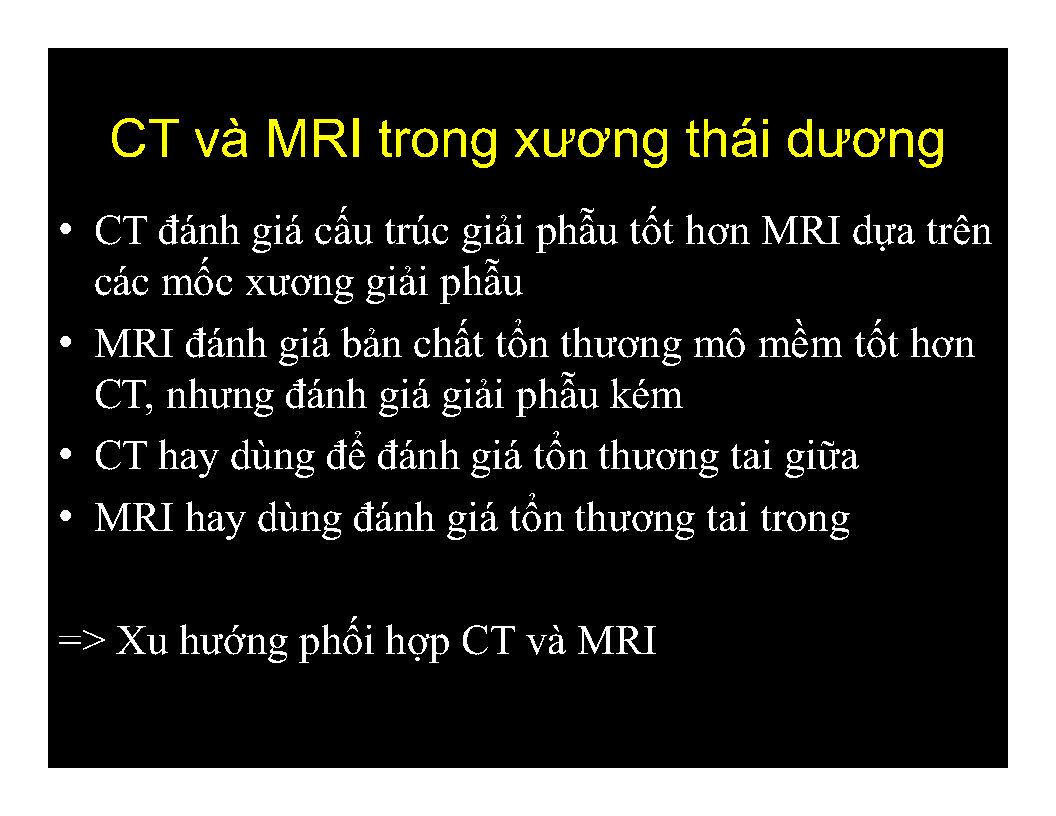 CT và MRI trong xương thái dương
• CT đánh giá cấu trúc giải phẫu tốt hơn MRI dựa trên
các mốc xương giải phẫu
• MRI đánh giá bản chất tổn thương mô mềm tốt hơn
CT, nhưng đánh giá giải phẫu kém
• CT hay dùng để đánh giá tổn thương tai giữa
• MRI hay dùng đánh giá tổn thương tai trong
=> Xu hướng phối hợp CT và MRI